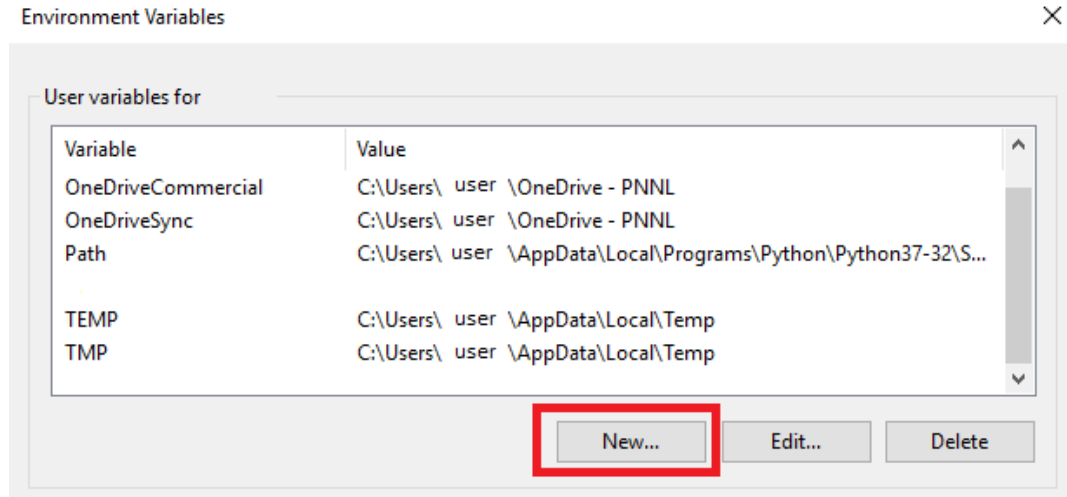 Environment Variables
User variables for
Variable Value
OneDriveCommercial C:\Users\ user \OneDrive - PNNL
OneDriveSync C:\Users\ user \OneDrive - PNNL
Path C:\Users\ user \AppData\Local\Programs\Python\Python37-32\S...
TEMP C:\Users\ user \AppData\Local\Temp
TMP C:\Users\ user \AppData\Local\Temp
New... Edit... Delete